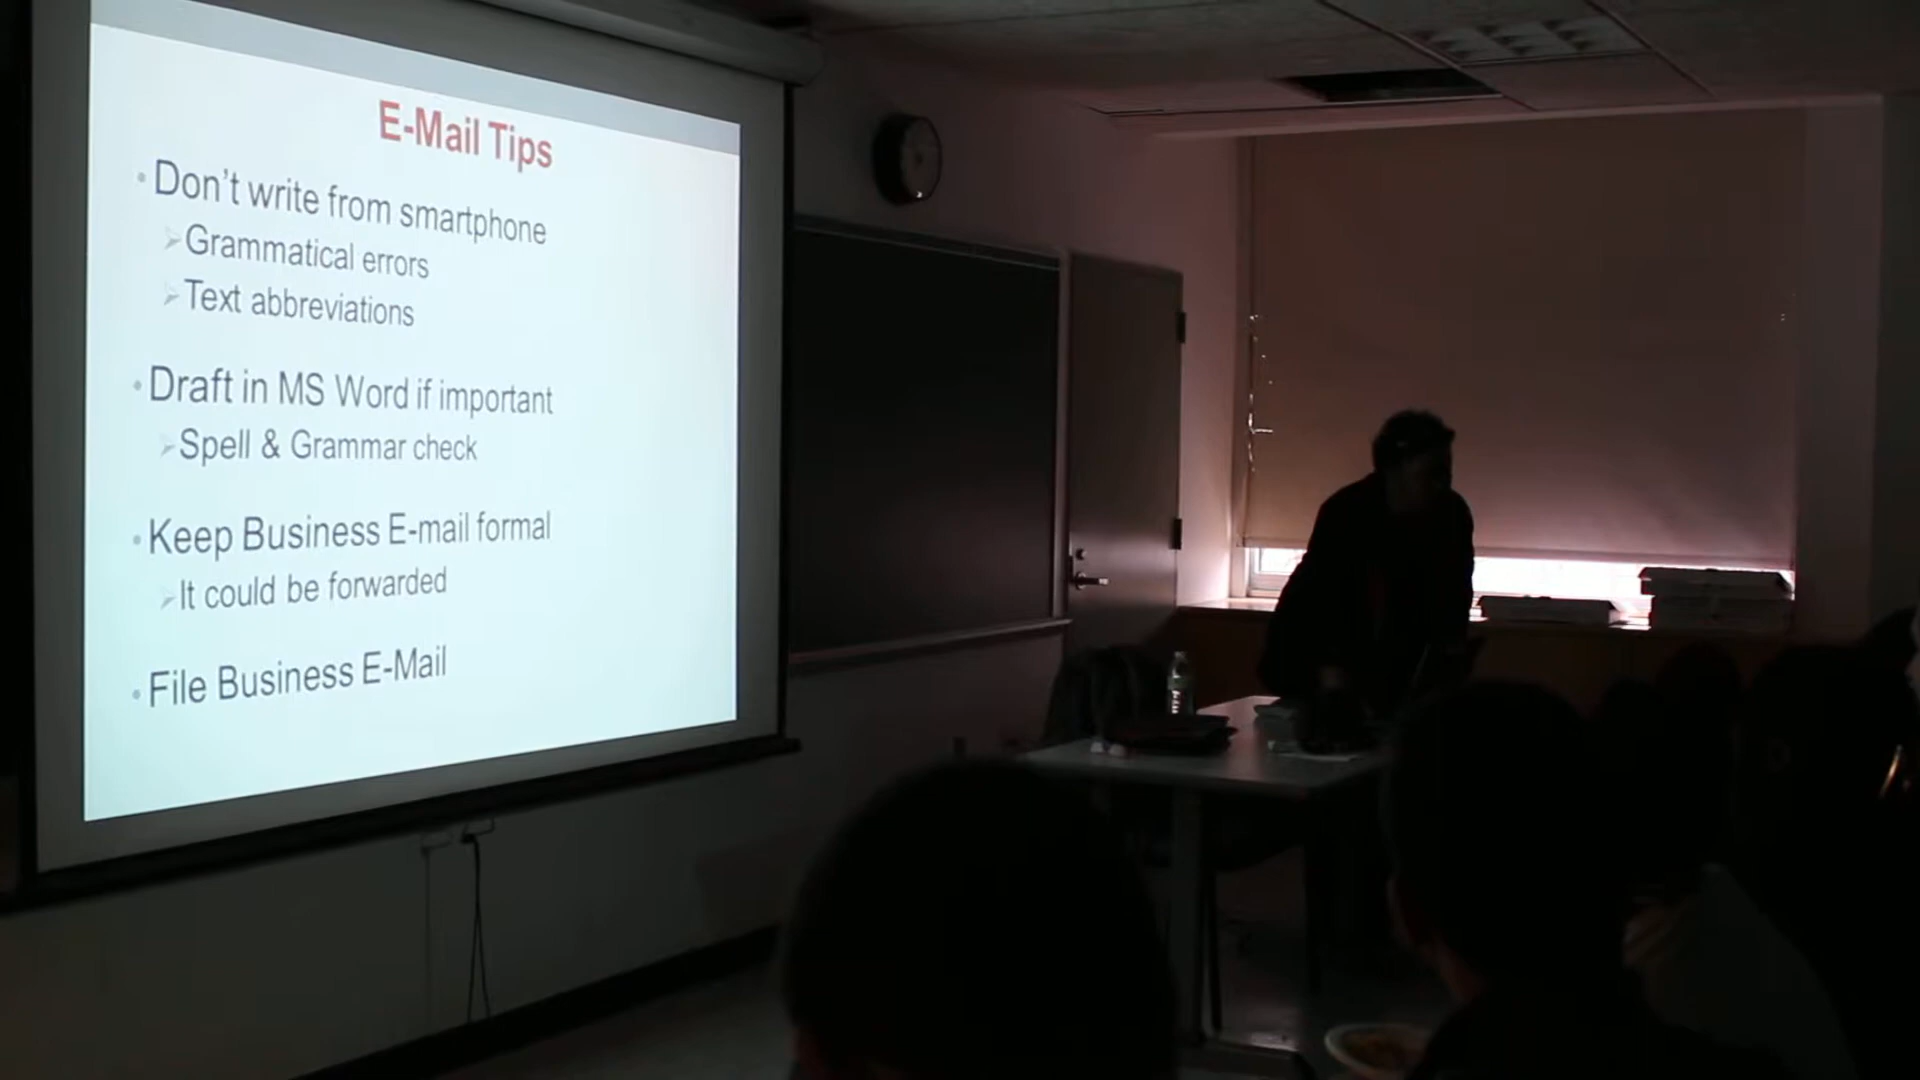 E-Mail Tips
• Don't write from smartphone
➢ Grammatical errors
➢ Text abbreviations
• Draft in MS Word if important
➢ Spell & Grammar check
• Keep Business E-mail formal
➢ It could be forwarded
• File Business E-Mail